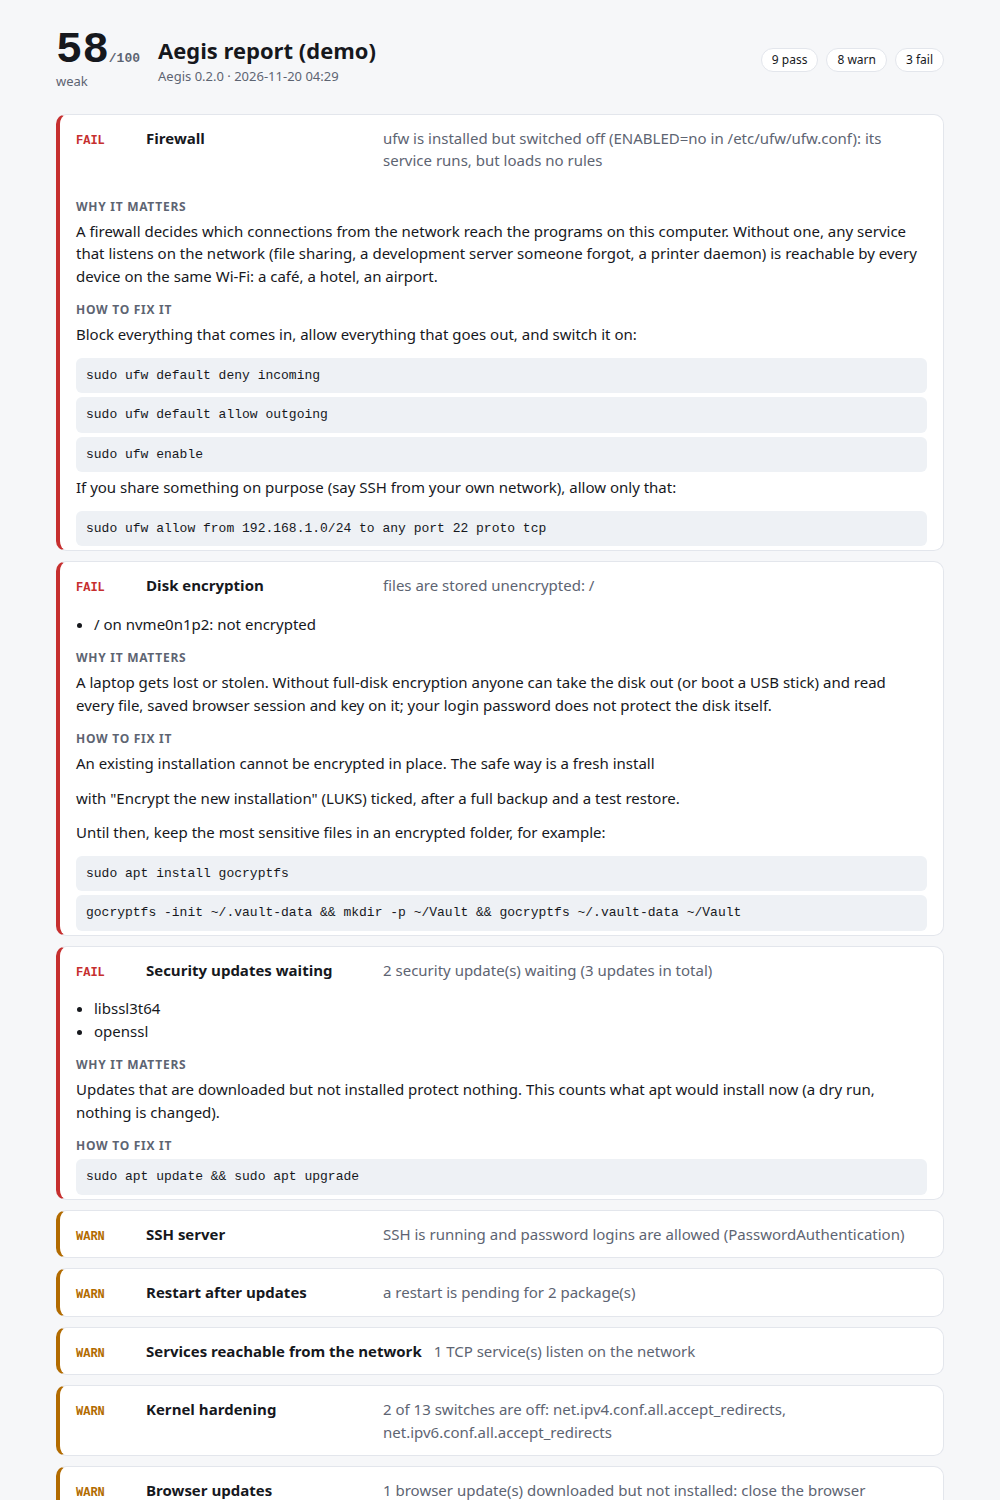 58/100
weak
Aegis report (demo)
Aegis 0.2.0 · 2026-11-20 04:29
9 pass
8 warn
3 fail
FAIL Firewall ufw is installed but switched off (ENABLED=no in /etc/ufw/ufw.conf): its
service runs, but loads no rules
WHY IT MATTERS
A firewall decides which connections from the network reach the programs on this computer. Without one, any service
that listens on the network (file sharing, a development server someone forgot, a printer daemon) is reachable by every
device on the same Wi-Fi: a café, a hotel, an airport.
HOW TO FIX IT
Block everything that comes in, allow everything that goes out, and switch it on:
sudo ufw default deny incoming
sudo ufw default allow outgoing
sudo ufw enable
If you share something on purpose (say SSH from your own network), allow only that:
sudo ufw allow from 192.168.1.0/24 to any port 22 proto tcp
FAIL Disk encryption files are stored unencrypted: /
• / on nvme0n1p2: not encrypted
WHY IT MATTERS
A laptop gets lost or stolen. Without full-disk encryption anyone can take the disk out (or boot a USB stick) and read
every file, saved browser session and key on it; your login password does not protect the disk itself.
HOW TO FIX IT
An existing installation cannot be encrypted in place. The safe way is a fresh install
with "Encrypt the new installation" (LUKS) ticked, after a full backup and a test restore.
Until then, keep the most sensitive files in an encrypted folder, for example:
sudo apt install gocryptfs
gocryptfs -init ~/.vault-data && mkdir -p ~/Vault && gocryptfs ~/.vault-data ~/Vault
FAIL Security updates waiting 2 security update(s) waiting (3 updates in total)
• libssl3t64
• openssl
WHY IT MATTERS
Updates that are downloaded but not installed protect nothing. This counts what apt would install now (a dry run,
nothing is changed).
HOW TO FIX IT
sudo apt update && sudo apt upgrade
WARN SSH server SSH is running and password logins are allowed (PasswordAuthentication)
WARN Restart after updates a restart is pending for 2 package(s)
WARN Services reachable from the network 1 TCP service(s) listen on the network
WARN Kernel hardening 2 of 13 switches are off: net.ipv4.conf.all.accept_redirects,
net.ipv6.conf.all.accept_redirects
WARN Browser updates 1 browser update(s) downloaded but not installed: close the browser